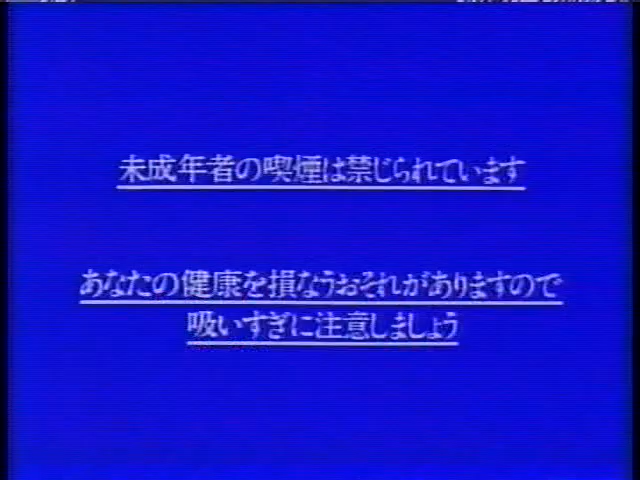 未成年者の喫煙は禁じられています
あなたの健康を損なうおそれがありますので
吸いすぎに注意しましょう